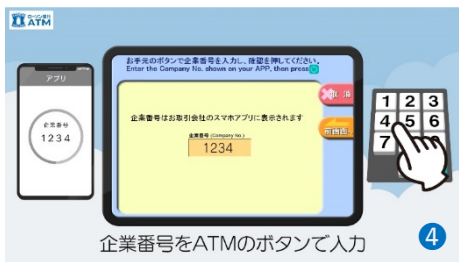 ローソン銀行
ATM
お手元のボタンで企業番号を入力し、確認を押してください。
Enter the Company No. shown on your APP, then press
アプリ
取消
企業番号
1234
企業番号はお取引会社のスマホアプリに表示されます
企業番号 (Company No.)
1234
前画面
1 2 3
4 5 6
7
企業番号をATMのボタンで入力
4